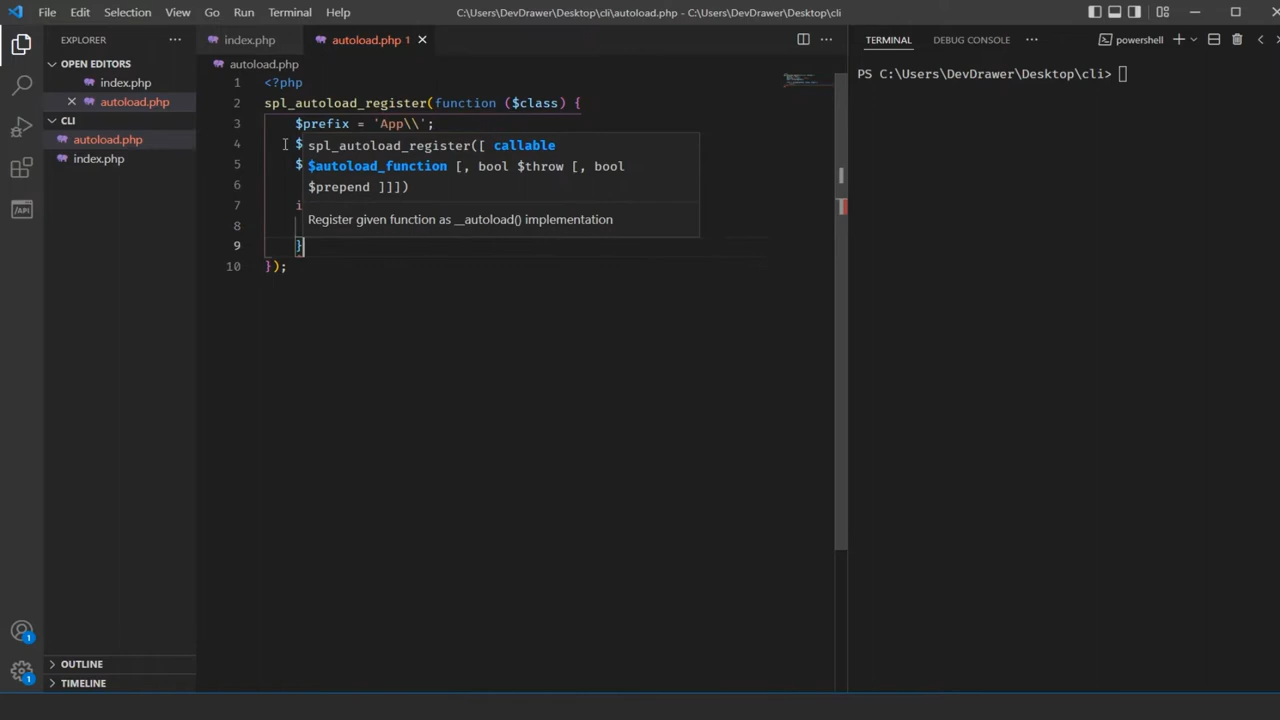 File Edit Selection View Go Run Terminal Help
C:\Users\DevDrawer\Desktop\cli\autoload.php - C:\Users\DevDrawer\Desktop\cli
EXPLORER
OPEN EDITORS
index.php
autoload.php
CLI
autoload.php
index.php
OUTLINE
TIMELINE
1
1
/API
index.php
autoload.php 1
autoload.php
1 <?php
2 spl_autoload_register(function ($class) {
3 $prefix = 'App\\';
4 $
5 $
6
7 i
8
9 }
10 });
spl_autoload_register([ callable
$autoload_function [, bool $throw [, bool
$prepend ]]])
Register given function as __autoload() implementation
TERMINAL DEBUG CONSOLE
powershell
PS C:\Users\DevDrawer\Desktop\cli>